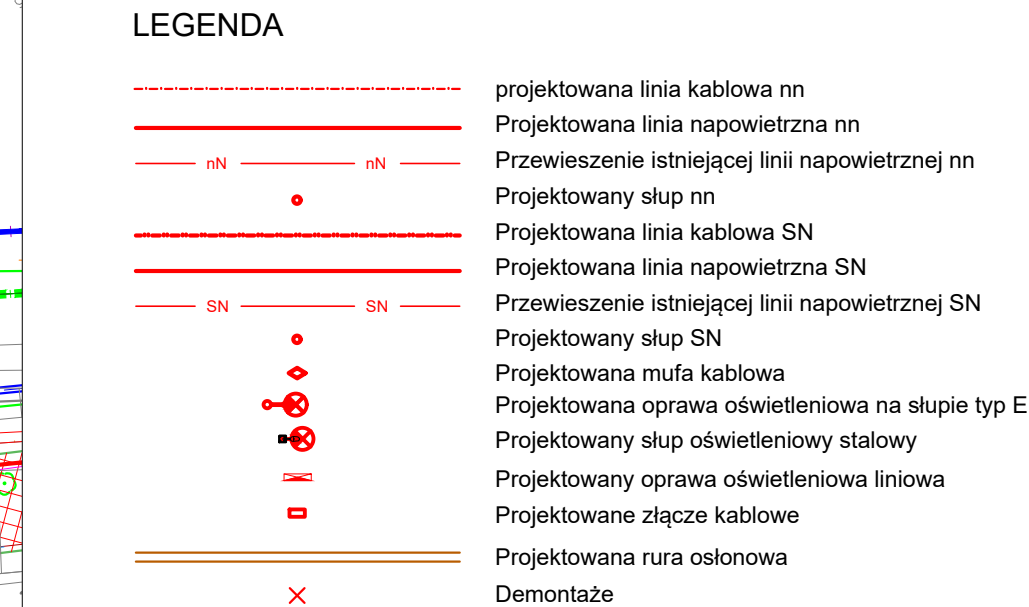 LEGENDA
projektowana linia kablowa nn
Projektowana linia napowietrzna nn
nN nN Przewieszenie istniejącej linii napowietrznej nn
Projektowany słup nn
Projektowana linia kablowa SN
Projektowana linia napowietrzna SN
SN SN Przewieszenie istniejącej linii napowietrznej SN
Projektowany słup SN
Projektowana mufa kablowa
Projektowana oprawa oświetleniowa na słupie typ E
Projektowany słup oświetleniowy stalowy
Projektowany oprawa oświetleniowa liniowa
Projektowane złącze kablowe
Projektowana rura osłonowa
Demontaże